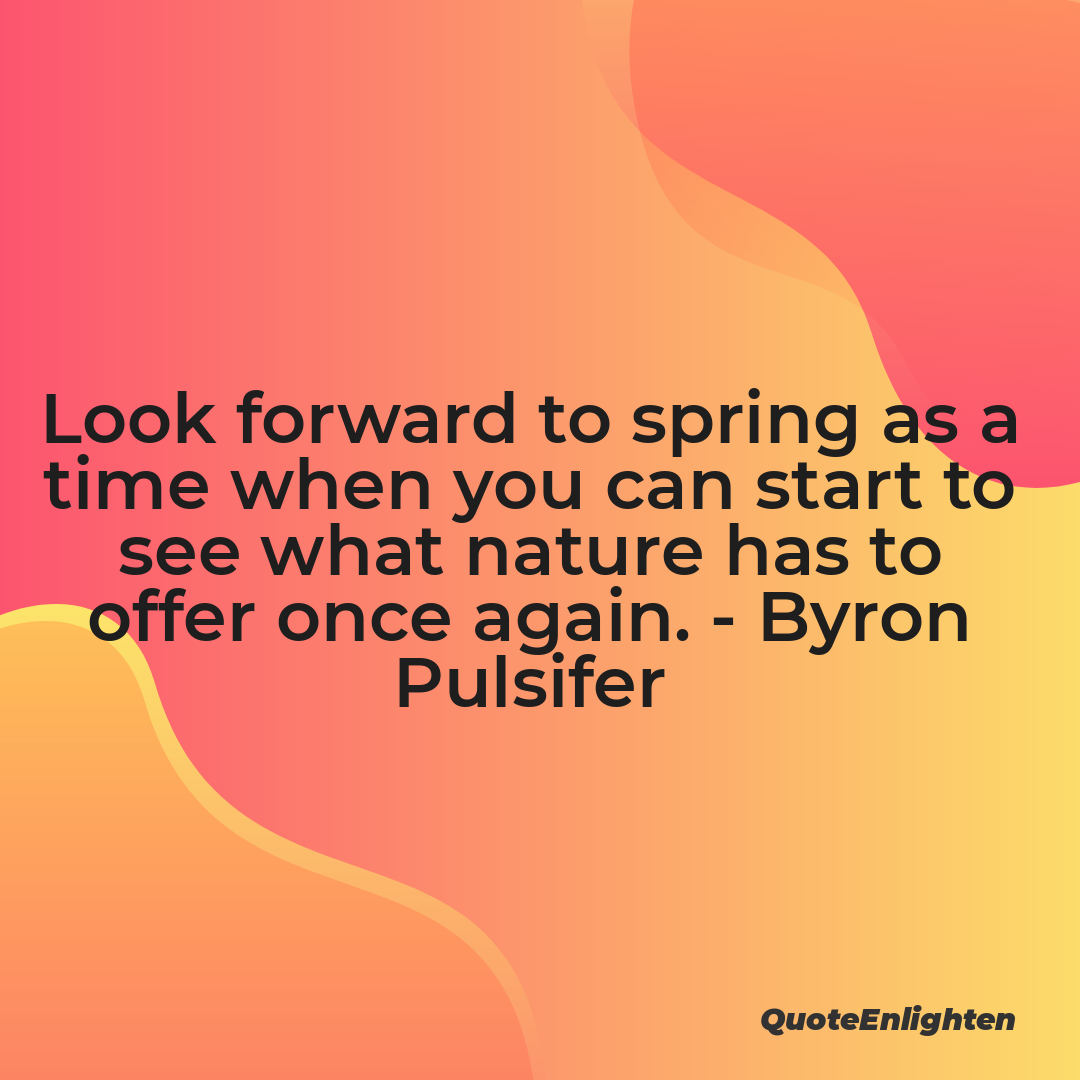 Look forward to spring as a
time when you can start to
see what nature has to
offer once again. - Byron
Pulsifer
QuoteEnlighten